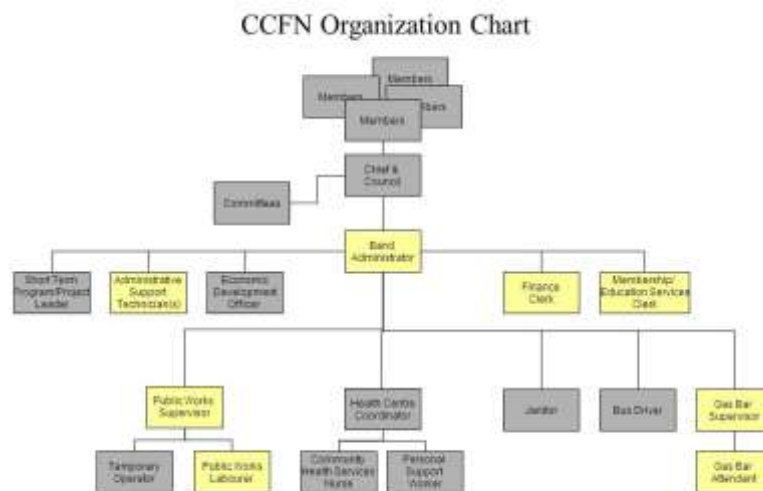 CCFN Organization Chart
Members
Members
mbers
Members
Chief &
Council
Committees
Band
Administrator
Short Term
Program/Project
Leader
Administrative
Support
Technician(s)
Economic
Development
Officer
Finance
Clerk
Membership/
Education Services
Clerk
Public Works
Supervisor
Health Centre
Coordinator
Janitor
Bus Driver
Gas Bar
Supervisor
Temporary
Operator
Public Works
Labourer
Community
Health Services
Nurse
Personal
Support
Worker
Gas Bar
Attendant